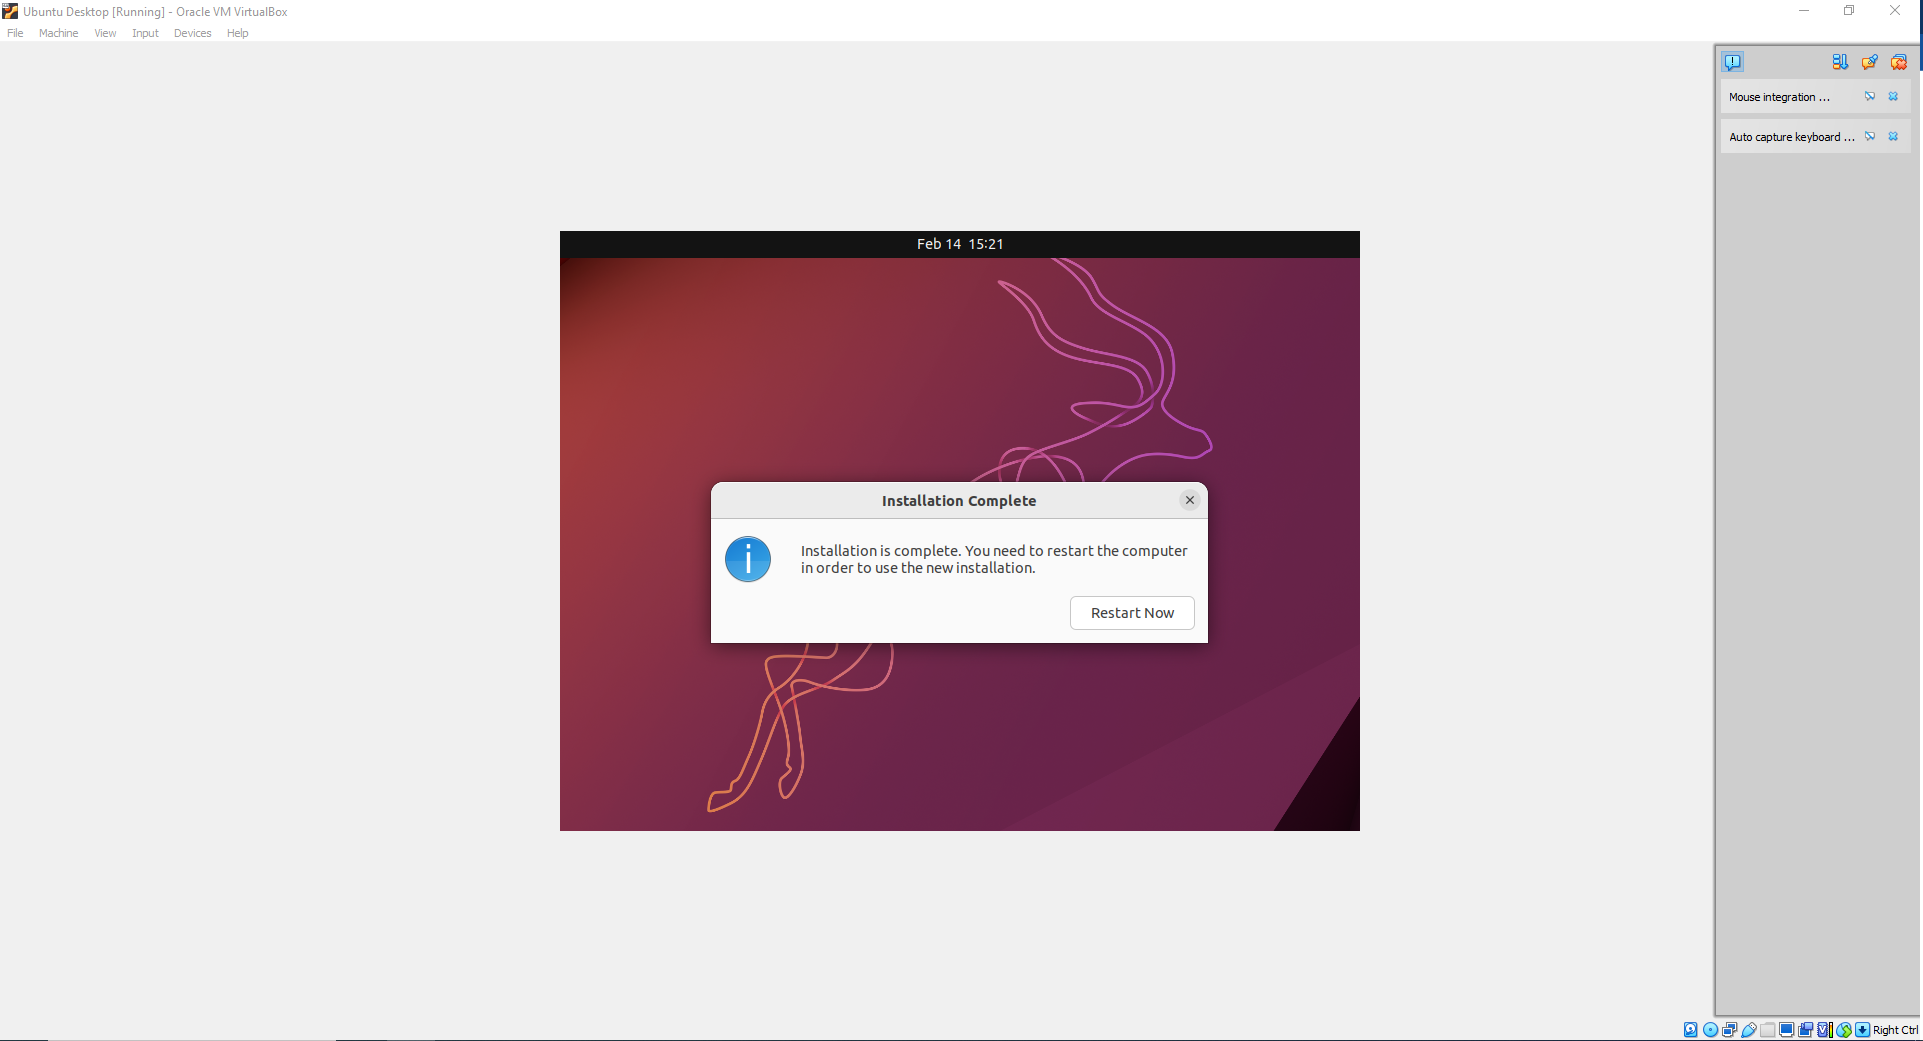 Ubuntu Desktop [Running] - Oracle VM VirtualBox
File Machine View Input Devices Help
Mouse integration ...
Auto capture keyboard ...
Feb 14 15:21
Installation Complete
Installation is complete. You need to restart the computer
in order to use the new installation.
Restart Now
Right Ctrl